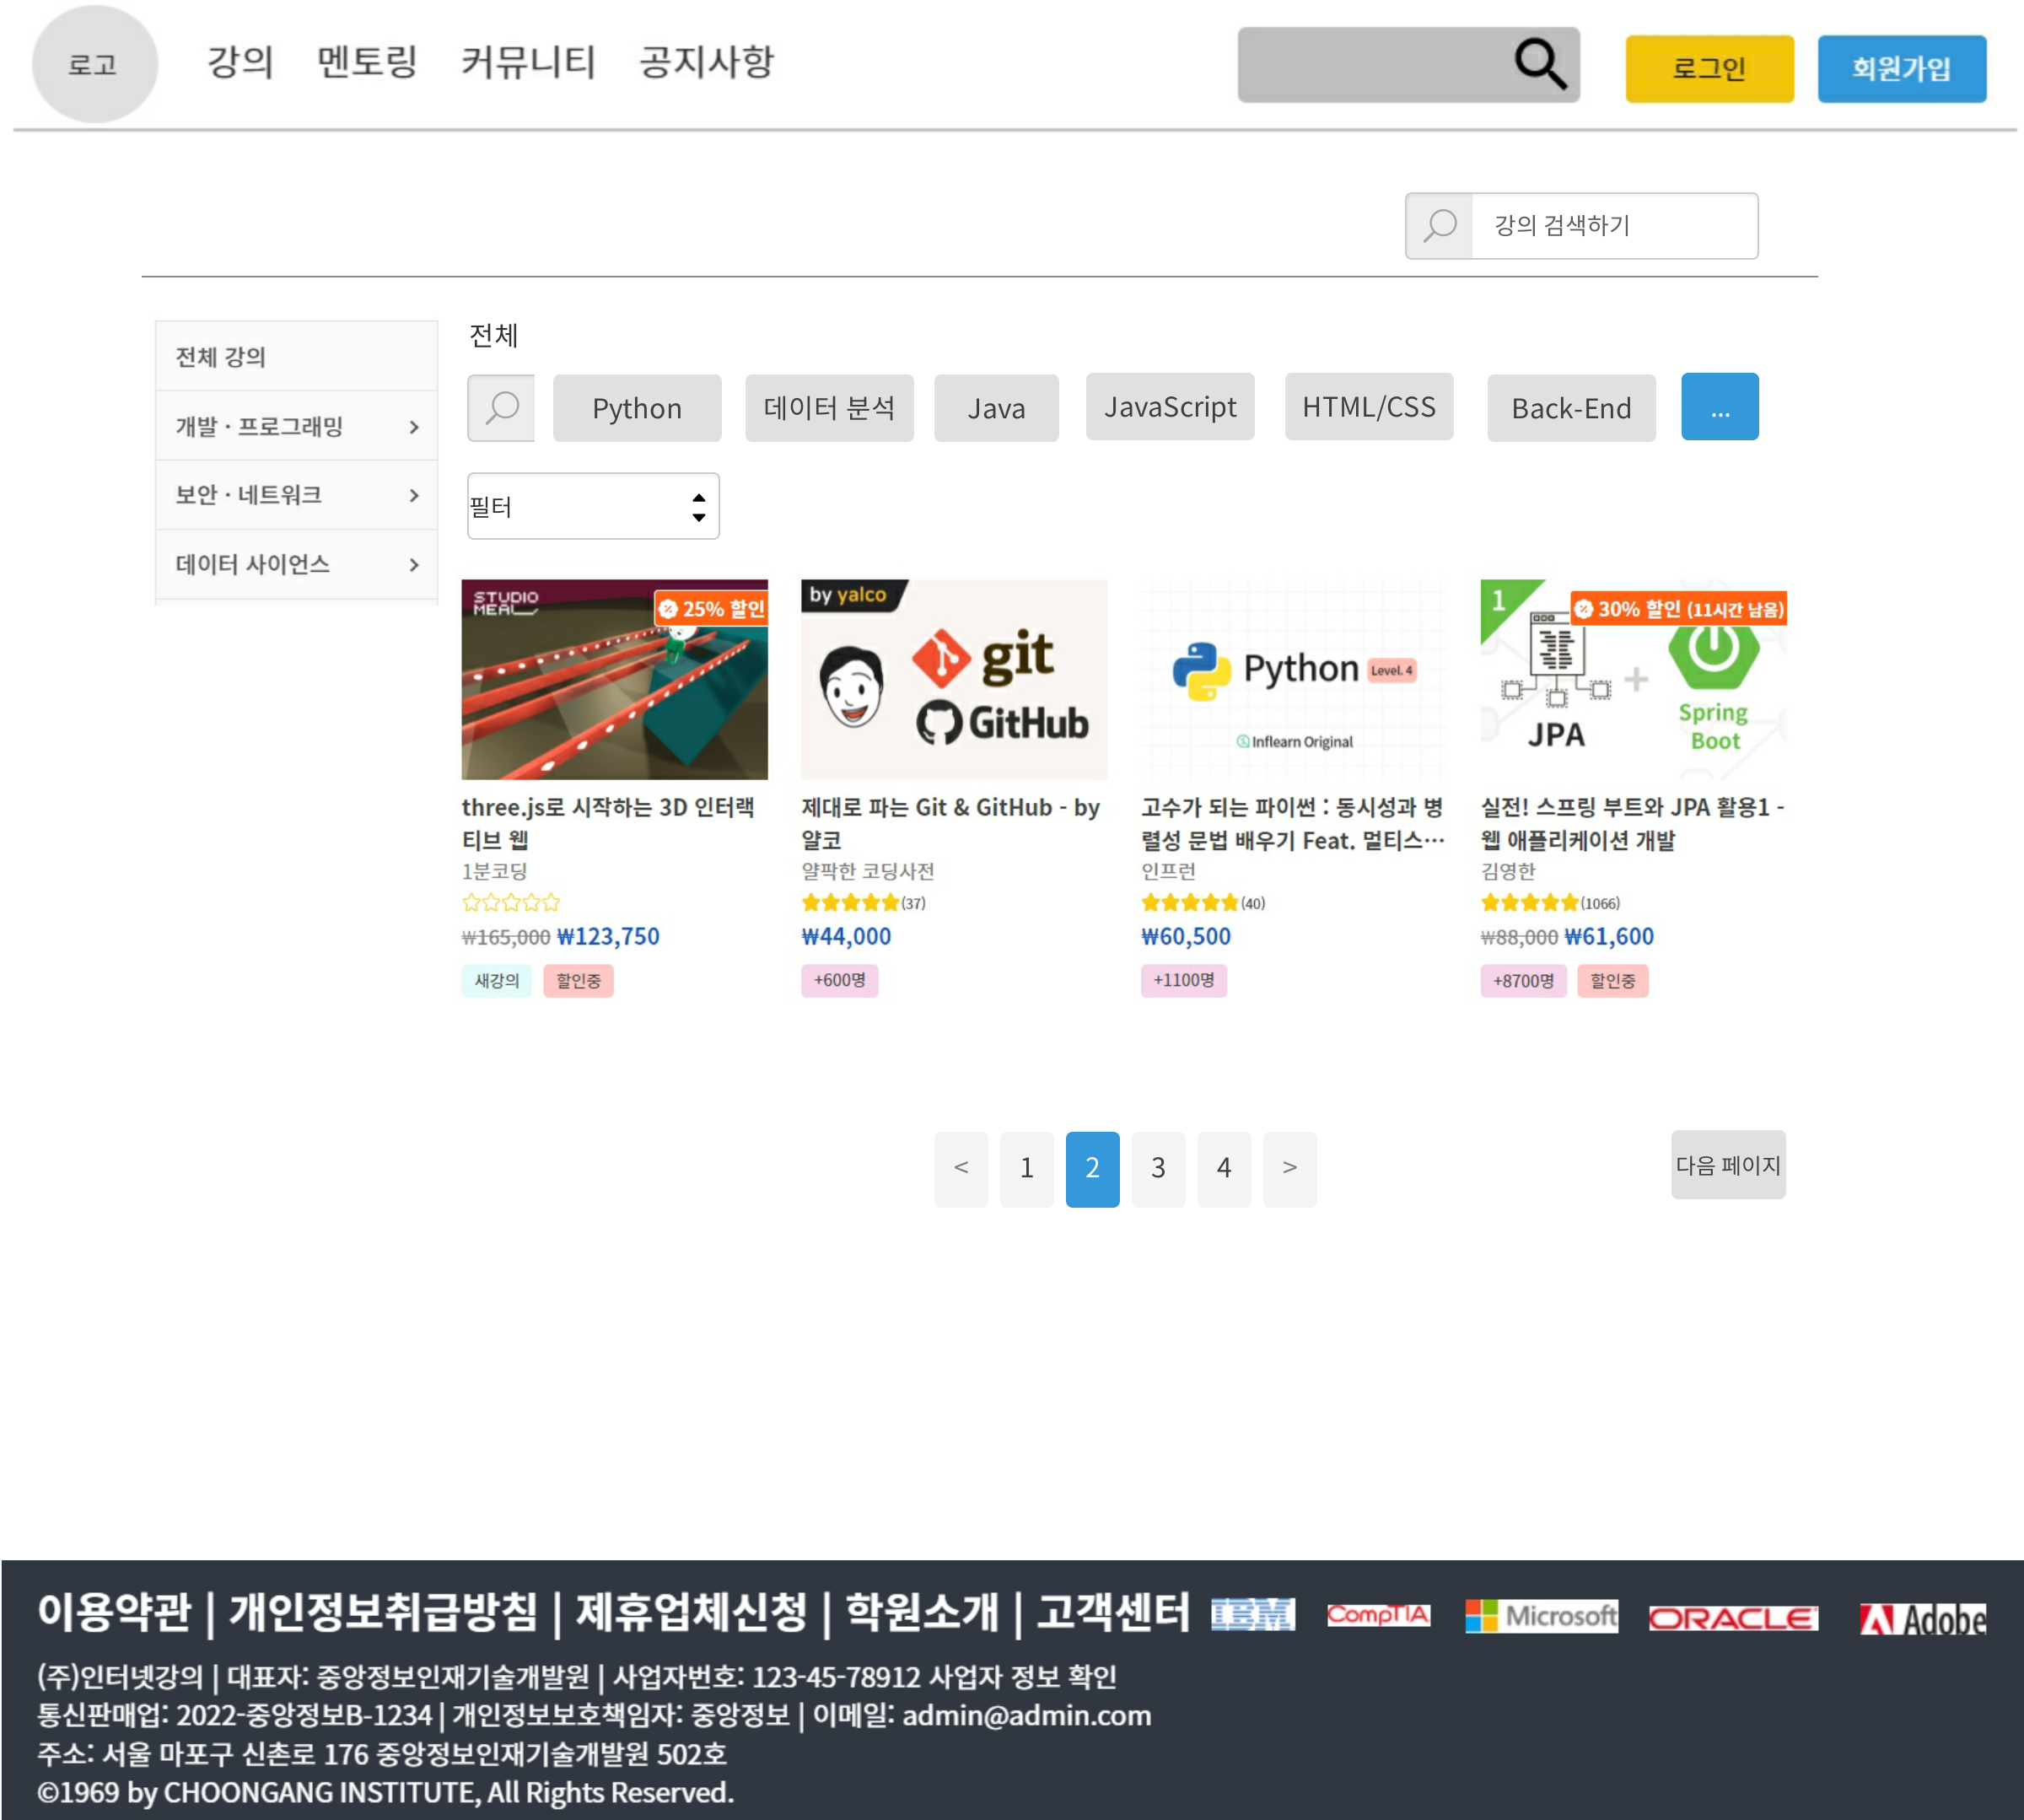 로고
강의 멘토링 커뮤니티 공지사항
로그인
회원가입
강의 검색하기
전체 강의
개발 · 프로그래밍
보안 · 네트워크
데이터 사이언스
전체
Python
데이터 분석
Java
JavaScript
HTML/CSS
Back-End
...
필터
STUDIO
MEAL
25% 할인
three.js로 시작하는 3D 인터랙
티브 웹
1분코딩
₩165,000 ₩123,750
새강의 할인중
by yalco
git
GitHub
제대로 파는 Git & GitHub - by
얄코
얄팍한 코딩사전
(37)
₩44,000
+600명
Python Level. 4
Inflearn Original
고수가 되는 파이썬 : 동시성과 병
렬성 문법 배우기 Feat. 멀티스…
인프런
(40)
₩60,500
+1100명
1
30% 할인 (11시간 남음)
JPA
+
Spring
Boot
실전! 스프링 부트와 JPA 활용1 -
웹 애플리케이션 개발
김영한
(1066)
₩88,000 ₩61,600
+8700명 할인중
< 1 2 3 4 >
다음 페이지
이용약관 | 개인정보취급방침 | 제휴업체신청 | 학원소개 | 고객센터
IBM
CompTIA
Microsoft
ORACLE
Adobe
(주)인터넷강의 | 대표자: 중앙정보인재기술개발원 | 사업자번호: 123-45-78912 사업자 정보 확인
통신판매업: 2022-중앙정보B-1234 | 개인정보보호책임자: 중앙정보 | 이메일: admin@admin.com
주소: 서울 마포구 신촌로 176 중앙정보인재기술개발원 502호
©1969 by CHOONGANG INSTITUTE, All Rights Reserved.